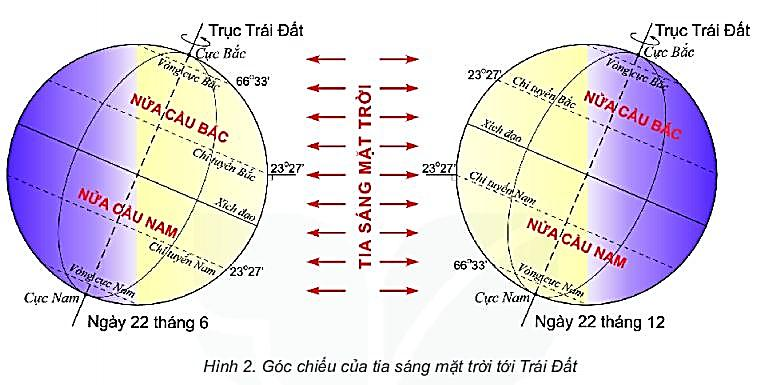 Trục Trái Đất
Cực Bắc
Vòng cực Bắc
66°33'
NỬA CẦU BẮC
Chí tuyến Bắc
23°27'
Xích đạo
NỬA CẦU NAM
Chí tuyến Nam
23°27'
Vòng cực Nam
Cực Nam
Ngày 22 tháng 6
TIA SÁNG MẶT TRỜI
Trục Trái Đất
Cực Bắc
Vòng cực Bắc
23°27'
Chí tuyến Bắc
NỬA CẦU BẮC
Xích đạo
23°27'
Chí tuyến Nam
NỬA CẦU NAM
66°33'
Vòng cực Nam
Cực Nam
Ngày 22 tháng 12
Hình 2. Góc chiếu của tia sáng mặt trời tới Trái Đất